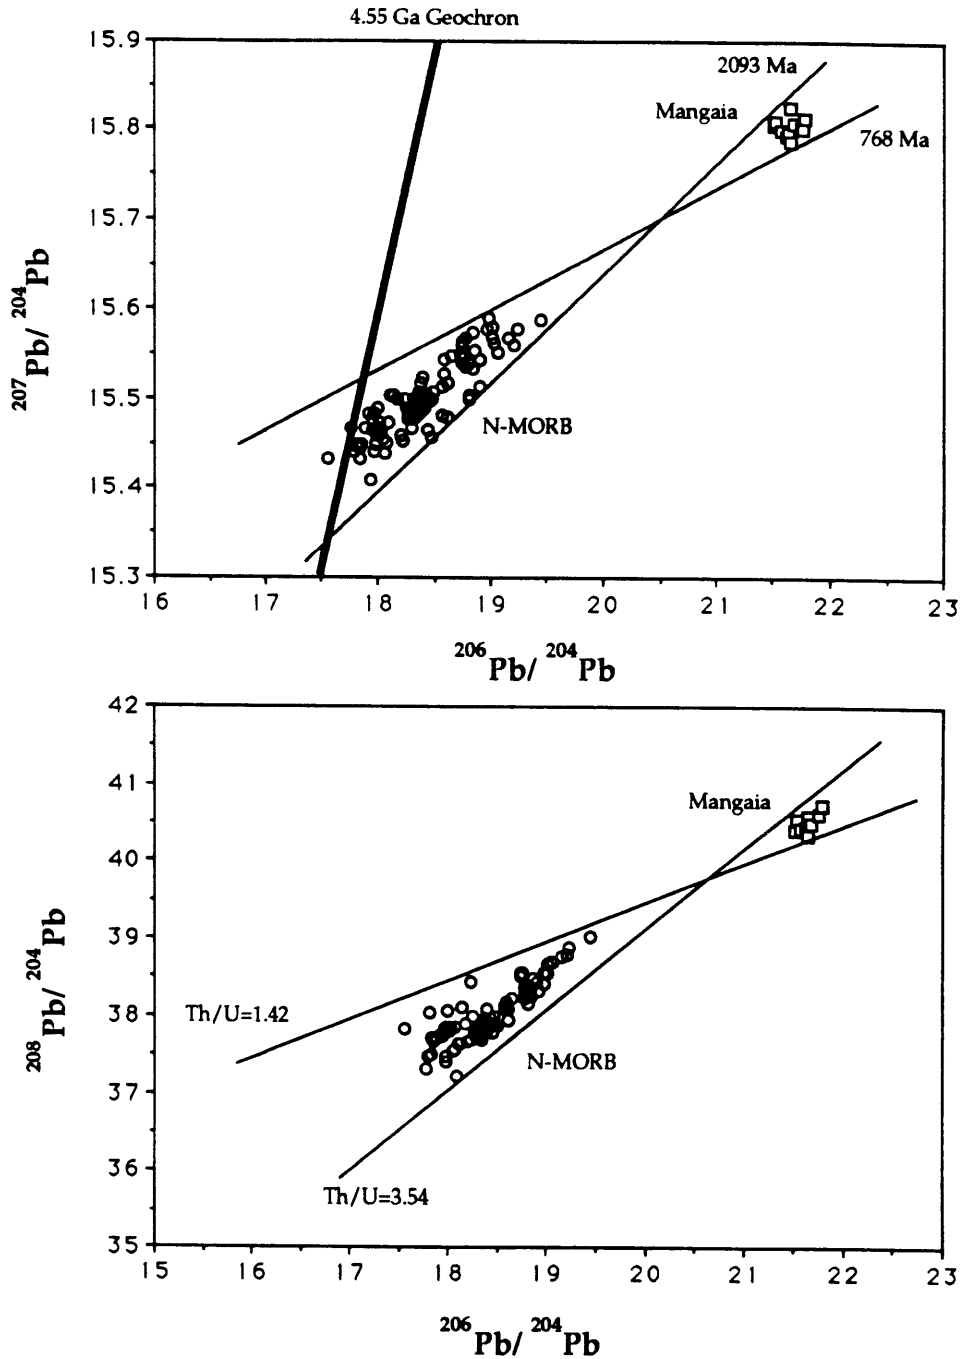 4.55 Ga Geochron
15.9
2093 Ma
Mangaia
15.8
768 Ma
15.7
15.6
15.5
N-MORB
15.4
15.3
16 17 18 19 20 21 22 23
207Pb/ 204Pb
206Pb/ 204Pb
42
41
Mangaia
40
39
38
Th/U=1.42
N-MORB
37
36
Th/U=3.54
35
15 16 17 18 19 20 21 22 23
208Pb/ 204Pb
206Pb/ 204Pb